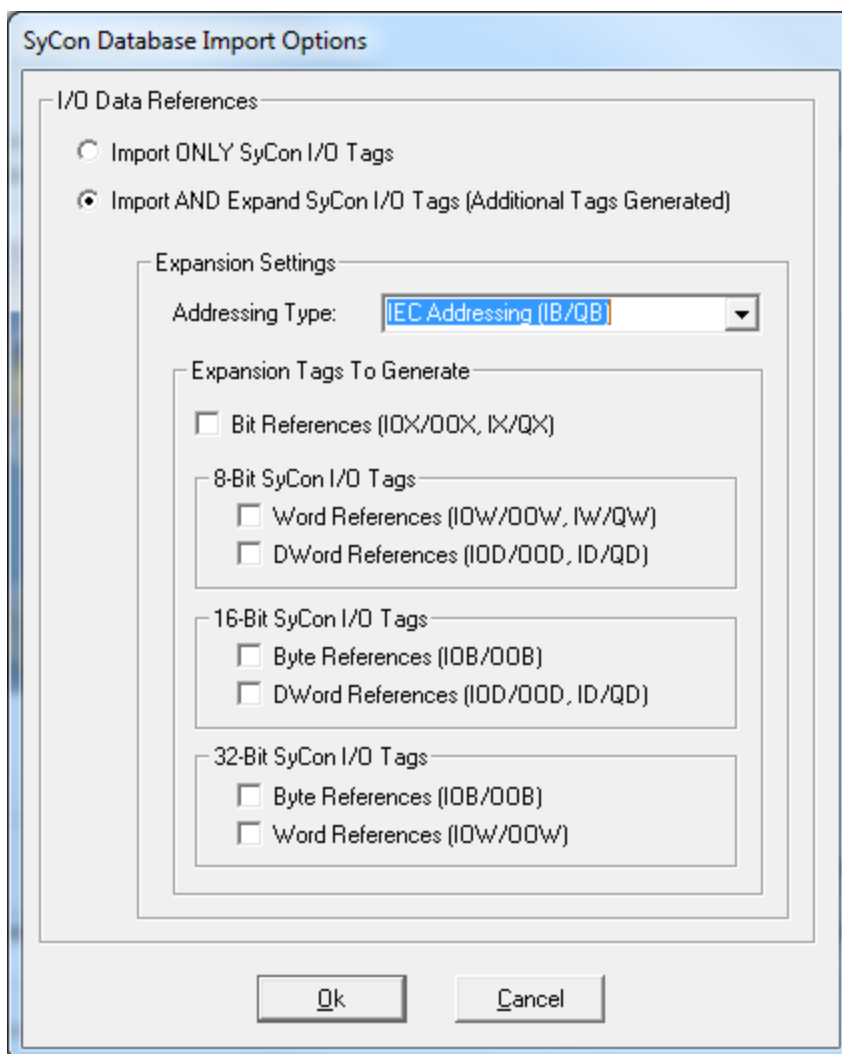 SyCon Database Import Options
I/O Data References
Import ONLY SyCon I/O Tags
Import AND Expand SyCon I/O Tags (Additional Tags Generated)
Expansion Settings
Addressing Type:
IEC Addressing (IB/QB)
Expansion Tags To Generate
Bit References (IOX/OOX, IX/QX)
8-Bit SyCon I/O Tags
Word References (IOW/OOW, IW/QW)
DWord References (IOD/OOD, ID/QD)
16-Bit SyCon I/O Tags
Byte References (IOB/OOB)
DWord References (IOD/OOD, ID/QD)
32-Bit SyCon I/O Tags
Byte References (IOB/OOB)
Word References (IOW/OOW)
Ok
Cancel